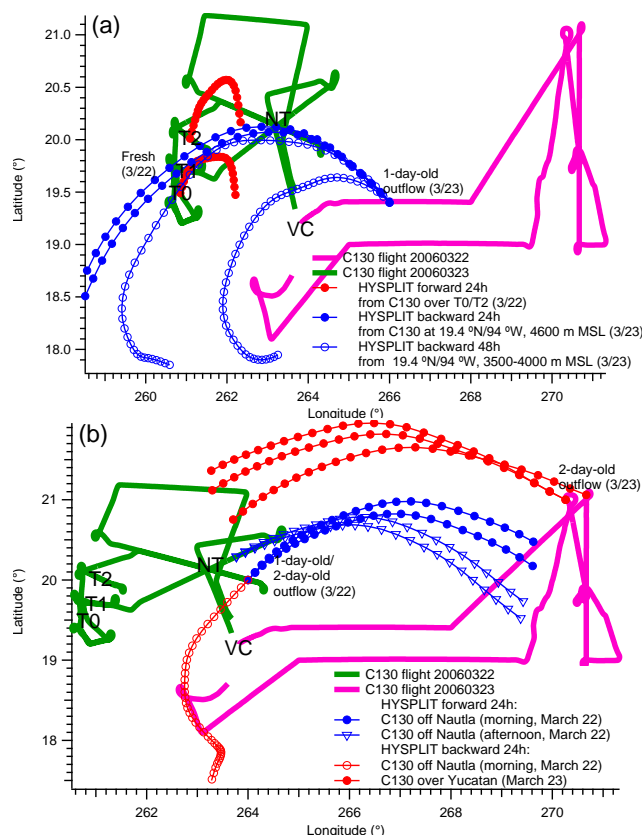 (a)
21.0
20.5
20.0
19.5
19.0
18.5
18.0
Latitude (°)
NT
T2
Fresh
(3/22)
T1
T0
1-day-old
outflow (3/23)
VC
C130 flight 20060322
C130 flight 20060323
HYSPLIT forward 24h
from C130 over T0/T2 (3/22)
HYSPLIT backward 24h
from C130 at 19.4 ºN/94 ºW, 4600 m MSL (3/23)
HYSPLIT backward 48h
from 19.4 ºN/94 ºW, 3500-4000 m MSL (3/23)
260 262 264 266 268 270
Longitude (°)
(b)
21
20
19
18
Latitude (°)
2-day-old
outflow (3/23)
NT
1-day-old/
2-day-old
outflow (3/22)
T2
T1
T0
VC
C130 flight 20060322
C130 flight 20060323
HYSPLIT forward 24h:
C130 off Nautla (morning, March 22)
C130 off Nautla (afternoon, March 22)
HYSPLIT backward 24h:
C130 off Nautla (morning, March 22)
C130 over Yucatan (March 23)
262 264 266 268 270
Longitude (°)